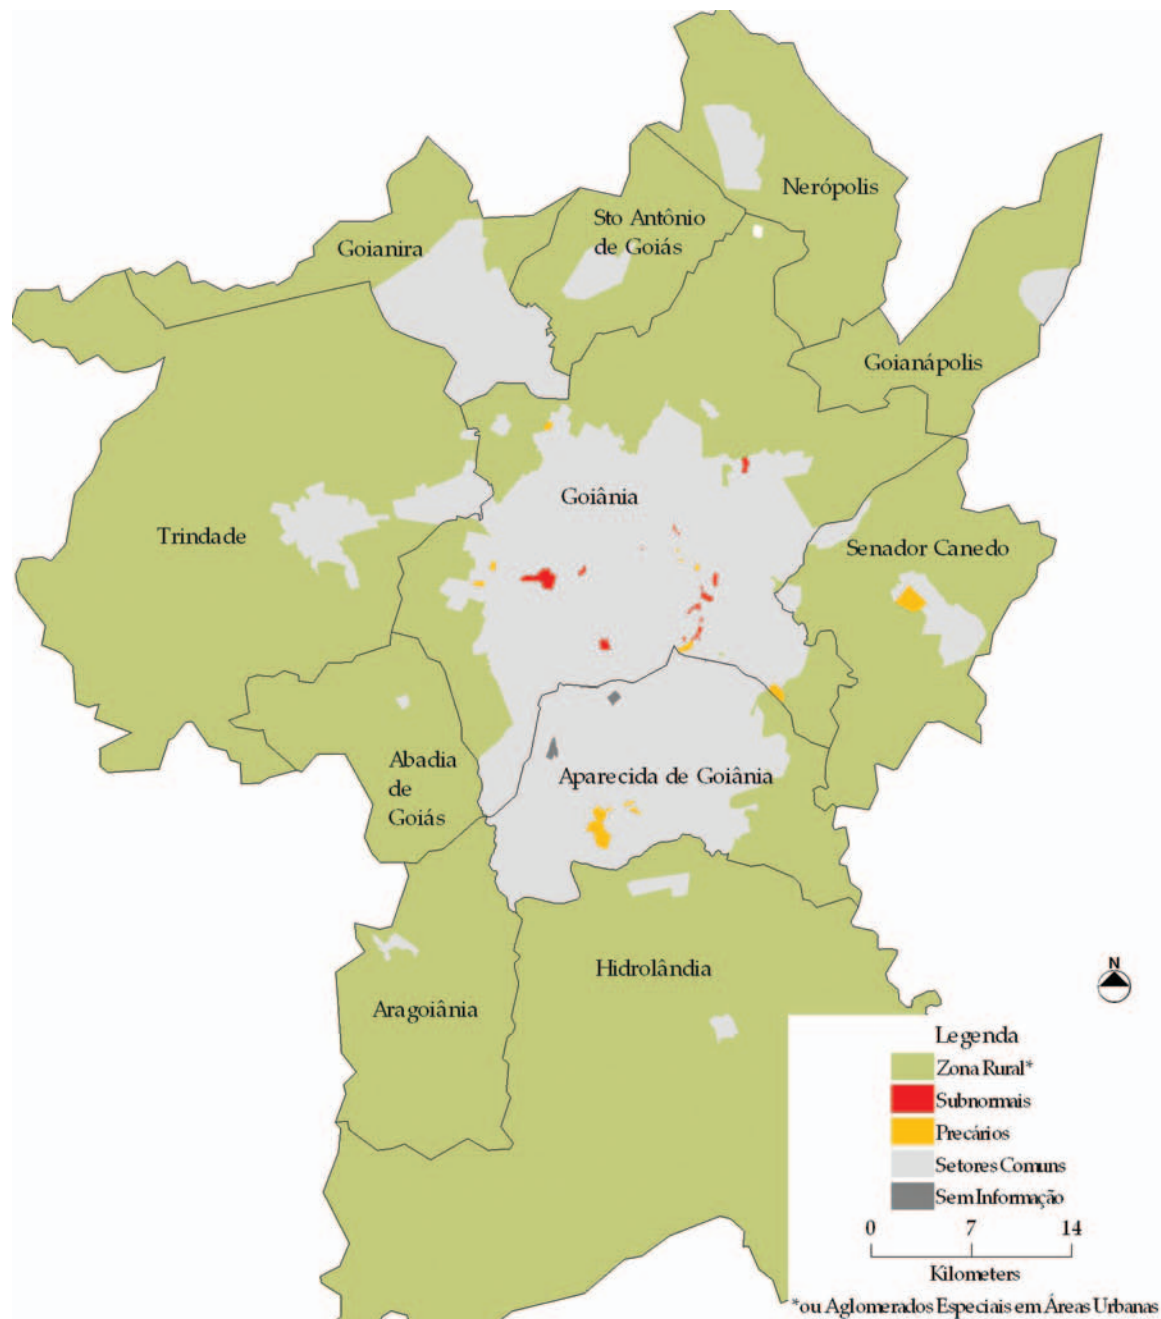 Nerópolis
Sto Antônio
de Goiás
Goianira
Goianápolis
Goiânia
Trindade
Senador Canedo
Abadia
de
Goiás
Aparecida de Goiânia
Hidrolândia
Aragoiânia
N
Legenda
Zona Rural*
Subnormais
Precários
Setores Comuns
Sem Informação
0 7 14
Kilometers
*ou Aglomerados Especiais em Áreas Urbanas